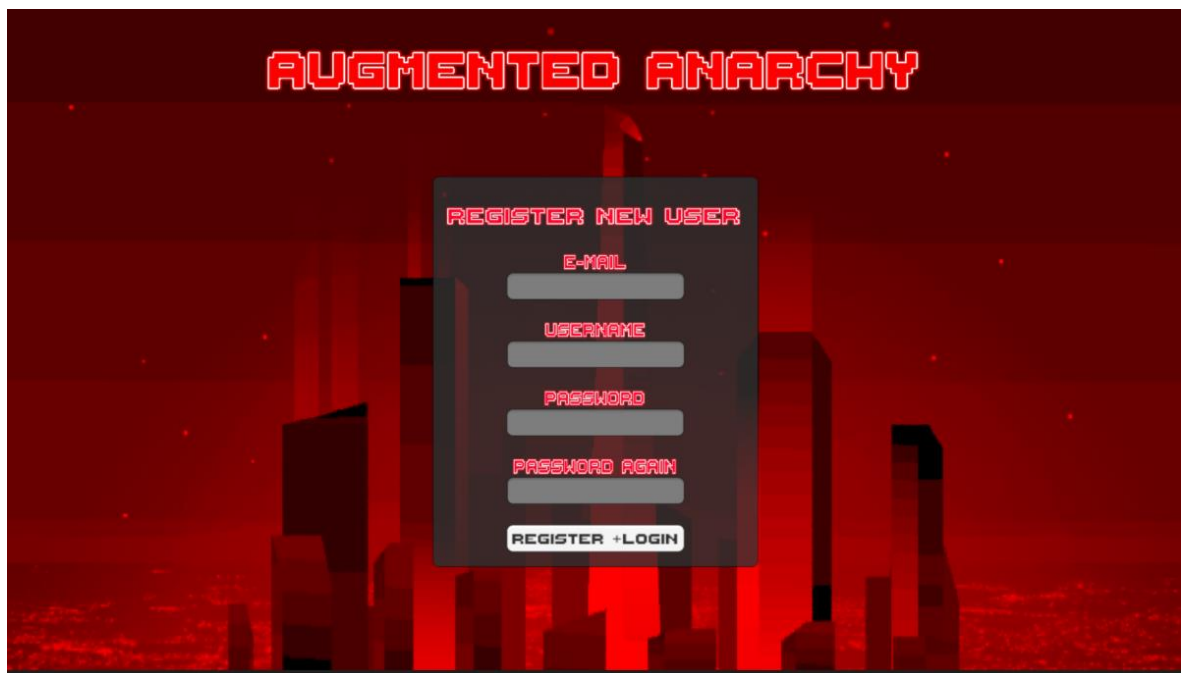 AUGMENTED ANARCHY
REGISTER NEW USER
E-MAIL
USERNAME
PASSWORD
PASSWORD AGAIN
REGISTER +LOGIN